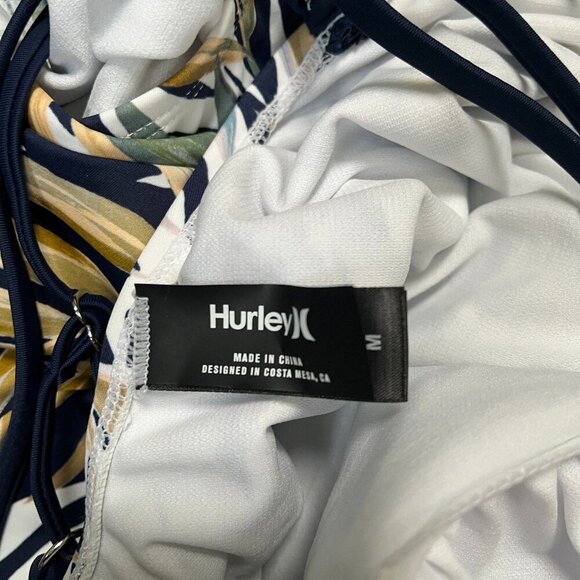 Hurley
MADE IN CHINA
DESIGNED IN COSTA MESA, CA
M